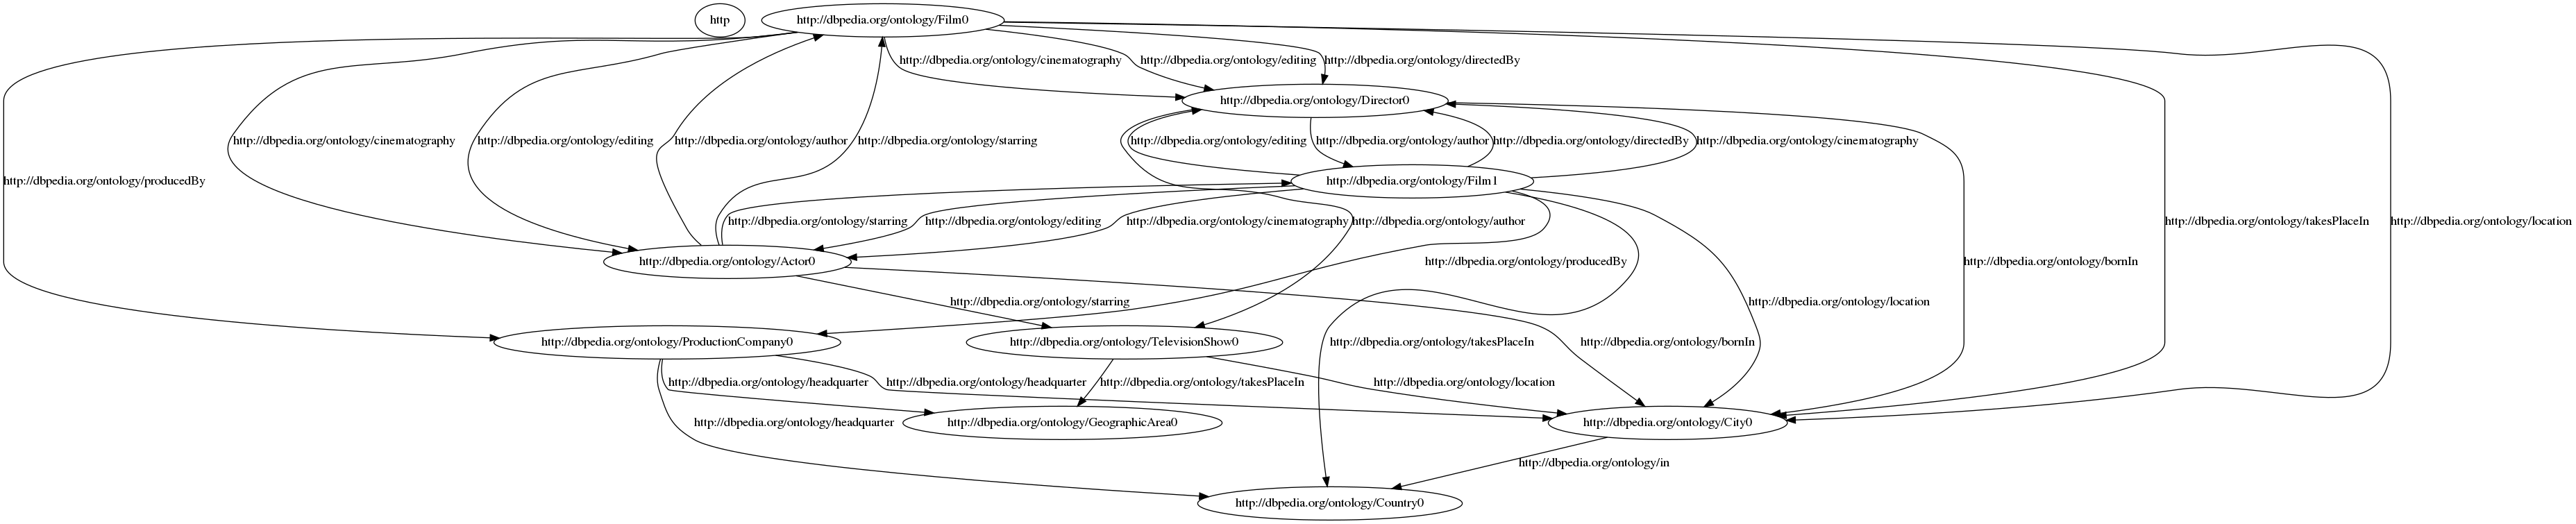 http
http://dbpedia.org/ontology/Film0
http://dbpedia.org/ontology/cinematography
http://dbpedia.org/ontology/editing
http://dbpedia.org/ontology/directedBy
http://dbpedia.org/ontology/Director0
http://dbpedia.org/ontology/cinematography
http://dbpedia.org/ontology/editing
http://dbpedia.org/ontology/author
http://dbpedia.org/ontology/starring
http://dbpedia.org/ontology/editing
http://dbpedia.org/ontology/author
http://dbpedia.org/ontology/directedBy
http://dbpedia.org/ontology/cinematography
http://dbpedia.org/ontology/producedBy
http://dbpedia.org/ontology/Film1
http://dbpedia.org/ontology/starring
http://dbpedia.org/ontology/editing
http://dbpedia.org/ontology/cinematography
http://dbpedia.org/ontology/author
http://dbpedia.org/ontology/takesPlaceIn
http://dbpedia.org/ontology/location
http://dbpedia.org/ontology/Actor0
http://dbpedia.org/ontology/producedBy
http://dbpedia.org/ontology/bornIn
http://dbpedia.org/ontology/starring
http://dbpedia.org/ontology/location
http://dbpedia.org/ontology/ProductionCompany0
http://dbpedia.org/ontology/TelevisionShow0
http://dbpedia.org/ontology/takesPlaceIn
http://dbpedia.org/ontology/bornIn
http://dbpedia.org/ontology/headquarter
http://dbpedia.org/ontology/headquarter
http://dbpedia.org/ontology/takesPlaceIn
http://dbpedia.org/ontology/location
http://dbpedia.org/ontology/headquarter
http://dbpedia.org/ontology/GeographicArea0
http://dbpedia.org/ontology/City0
http://dbpedia.org/ontology/in
http://dbpedia.org/ontology/Country0